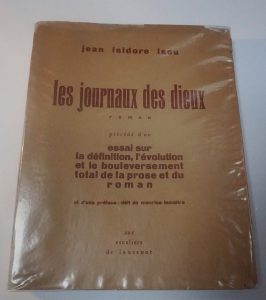 jean isidore isou
les journaux des dieux
roman
précédé d'un
essai sur
la définition, l'évolution
et le bouleversement
total de la prose et du
roman
et d'une préface : défi de maurice lemaître
aux
escaliers
de lausanne